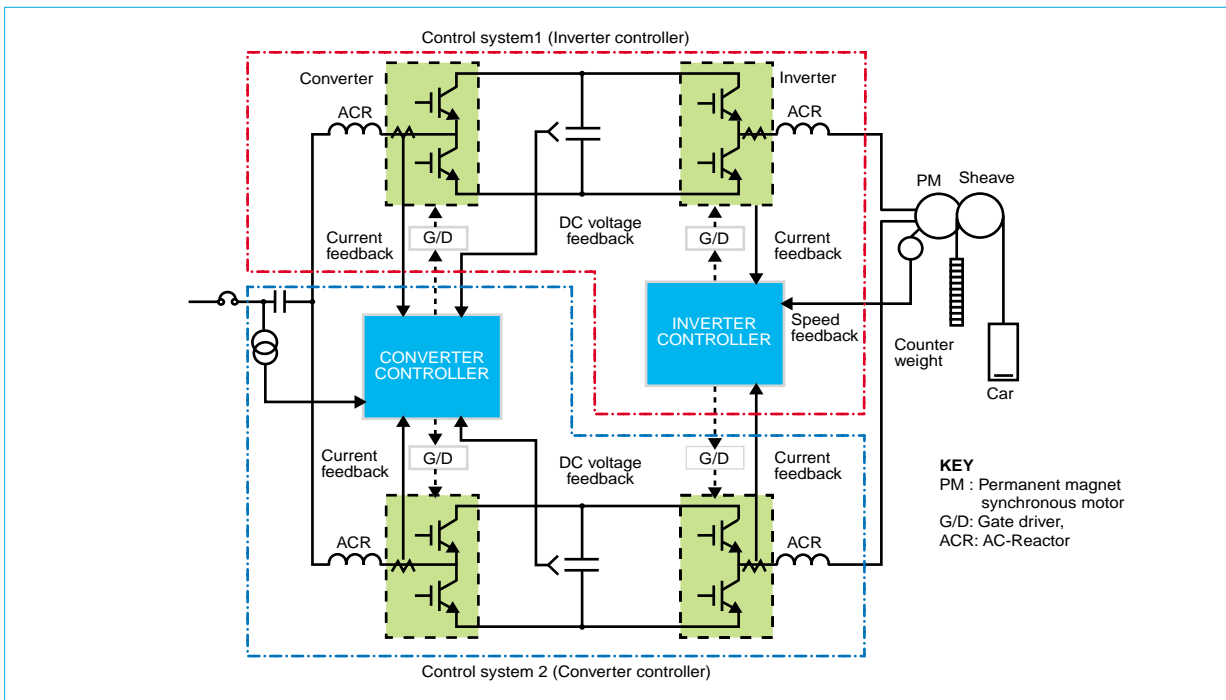 Control system1 (Inverter controller)
Converter
Inverter
ACR
ACR
PM
Sheave
Current
feedback
G/D
DC voltage
feedback
G/D
Current
feedback
CONVERTER
CONTROLLER
INVERTER
CONTROLLER
Speed
feedback
Counter
weight
Car
Current
feedback
G/D
DC voltage
feedback
G/D
Current
feedback
ACR
ACR
KEY
PM : Permanent magnet
synchronous motor
G/D: Gate driver,
ACR: AC-Reactor
Control system 2 (Converter controller)